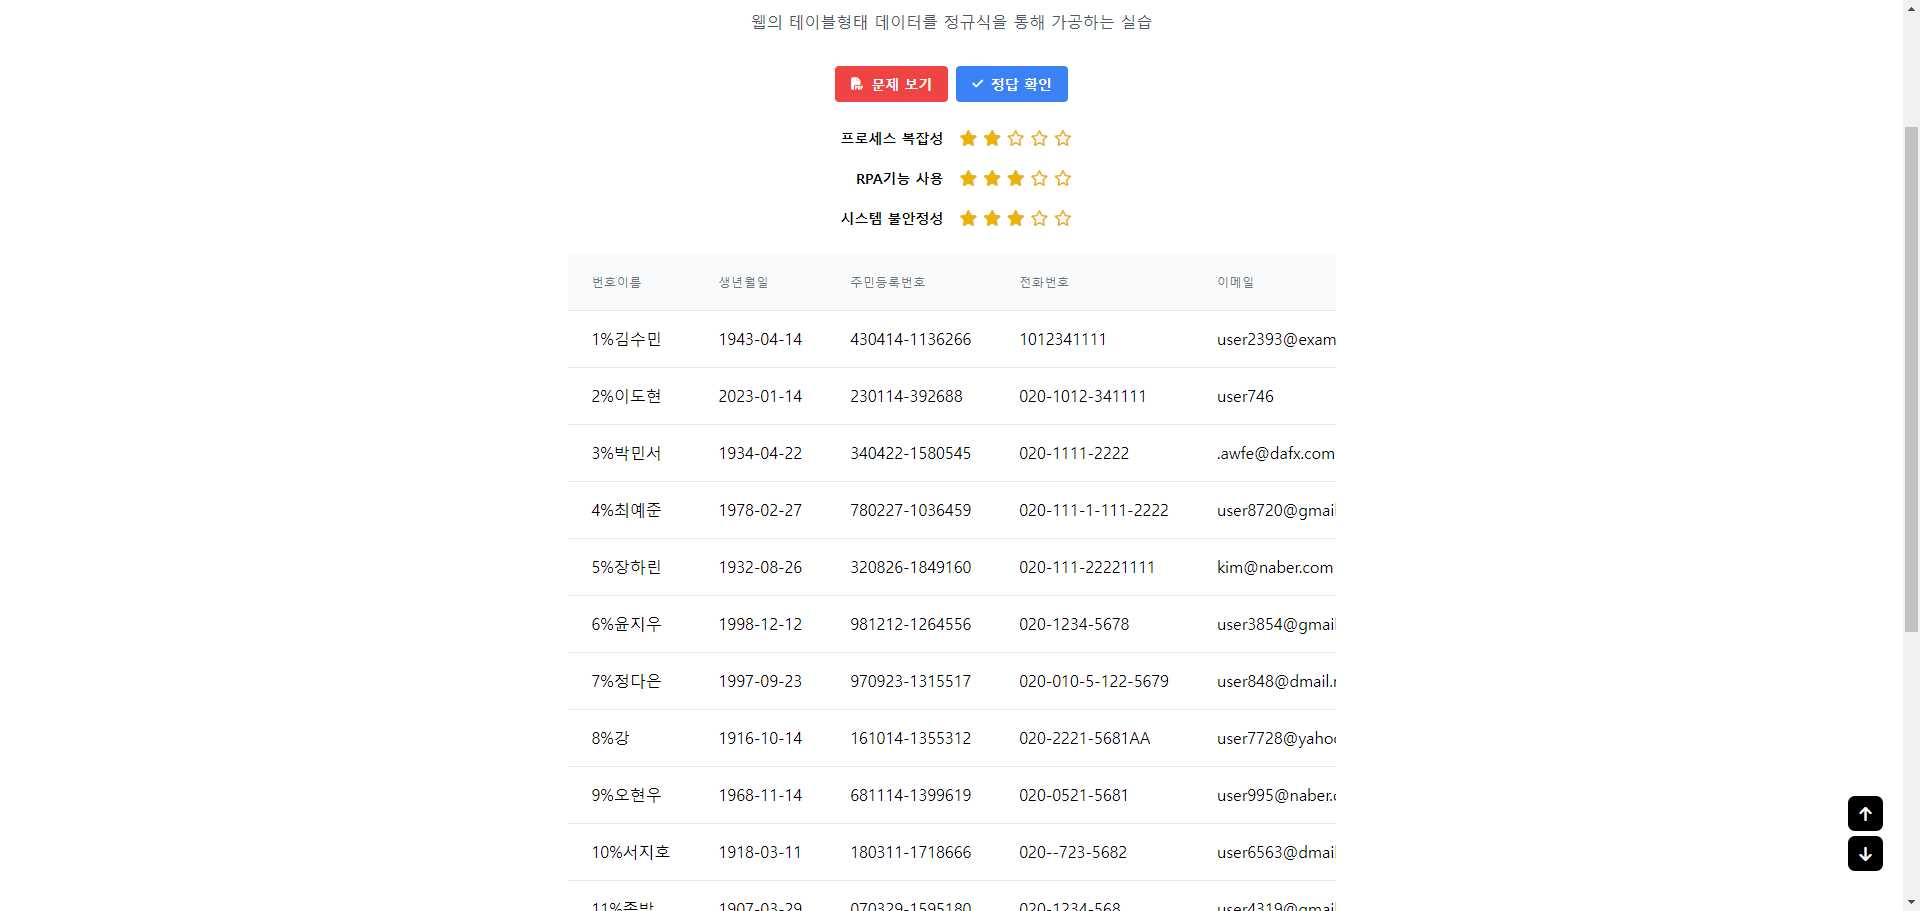 웹의 테이블형태 데이터를 정규식을 통해 가공하는 실습
문제 보기 정답 확인
프로세스 복잡성
RPA기능 사용
시스템 불안정성
번호이름 생년월일 주민등록번호 전화번호 이메일
1%김수민 1943-04-14 430414-1136266 1012341111 user2393@exam
2%이도현 2023-01-14 230114-392688 020-1012-341111 user746
3%박민서 1934-04-22 340422-1580545 020-1111-2222 .awfe@dafx.com
4%최예준 1978-02-27 780227-1036459 020-111-1-111-2222 user8720@gmail
5%장하린 1932-08-26 320826-1849160 020-111-22221111 kim@naber.com
6%윤지우 1998-12-12 981212-1264556 020-1234-5678 user3854@gmail
7%정다은 1997-09-23 970923-1315517 020-010-5-122-5679 user848@dmail.
8%강 1916-10-14 161014-1355312 020-2221-5681AA user7728@yaho
9%오현우 1968-11-14 681114-1399619 020-0521-5681 user995@naber.
10%서지호 1918-03-11 180311-1718666 020--723-5682 user6563@dmail
1907-03-29 070329-1595180 020-1234-568 user4319@gmail